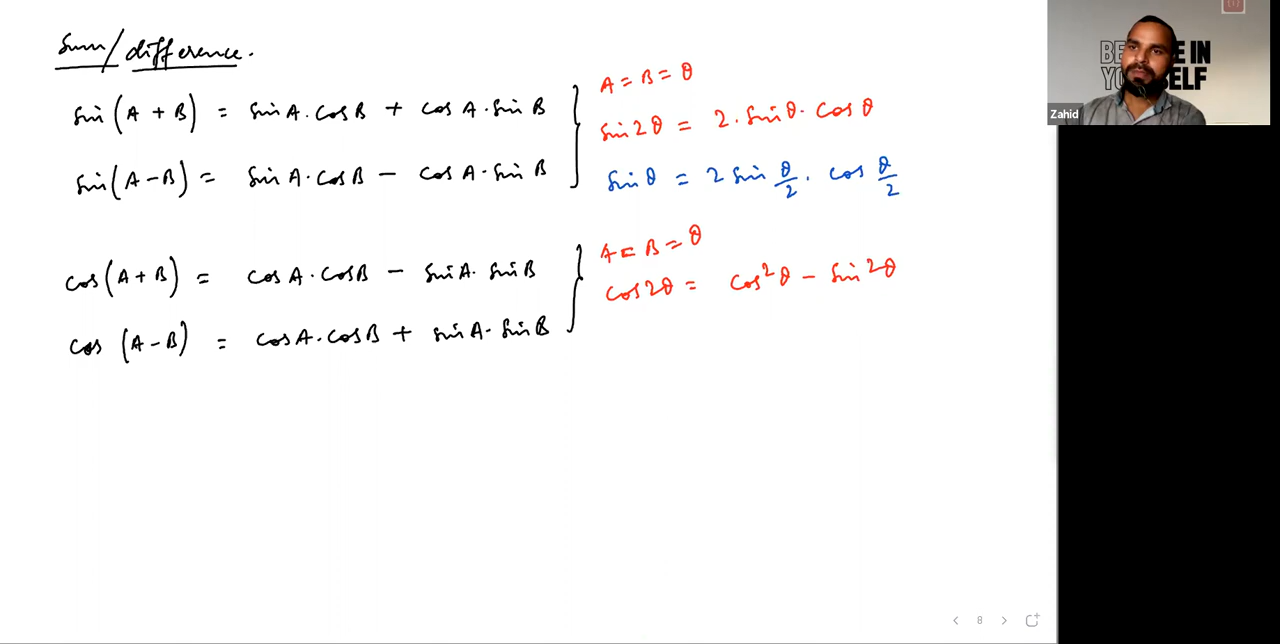 Sum/difference.
sin(A + B) = sinA.cosB + cosA.sinB
A = B = θ
sin2θ = 2.sinθ.cosθ
sin(A-B) = sinA.cosB - cosA.sinB
sinθ = 2 sin θ/2 . cos θ/2
cos(A+B) = cosA.cosB - sinA.sinB
A = B = θ
cos2θ = cos²θ - sin²θ
cos (A-B) = cosA.cosB + sinA.sinB
Zahid
< 8 >